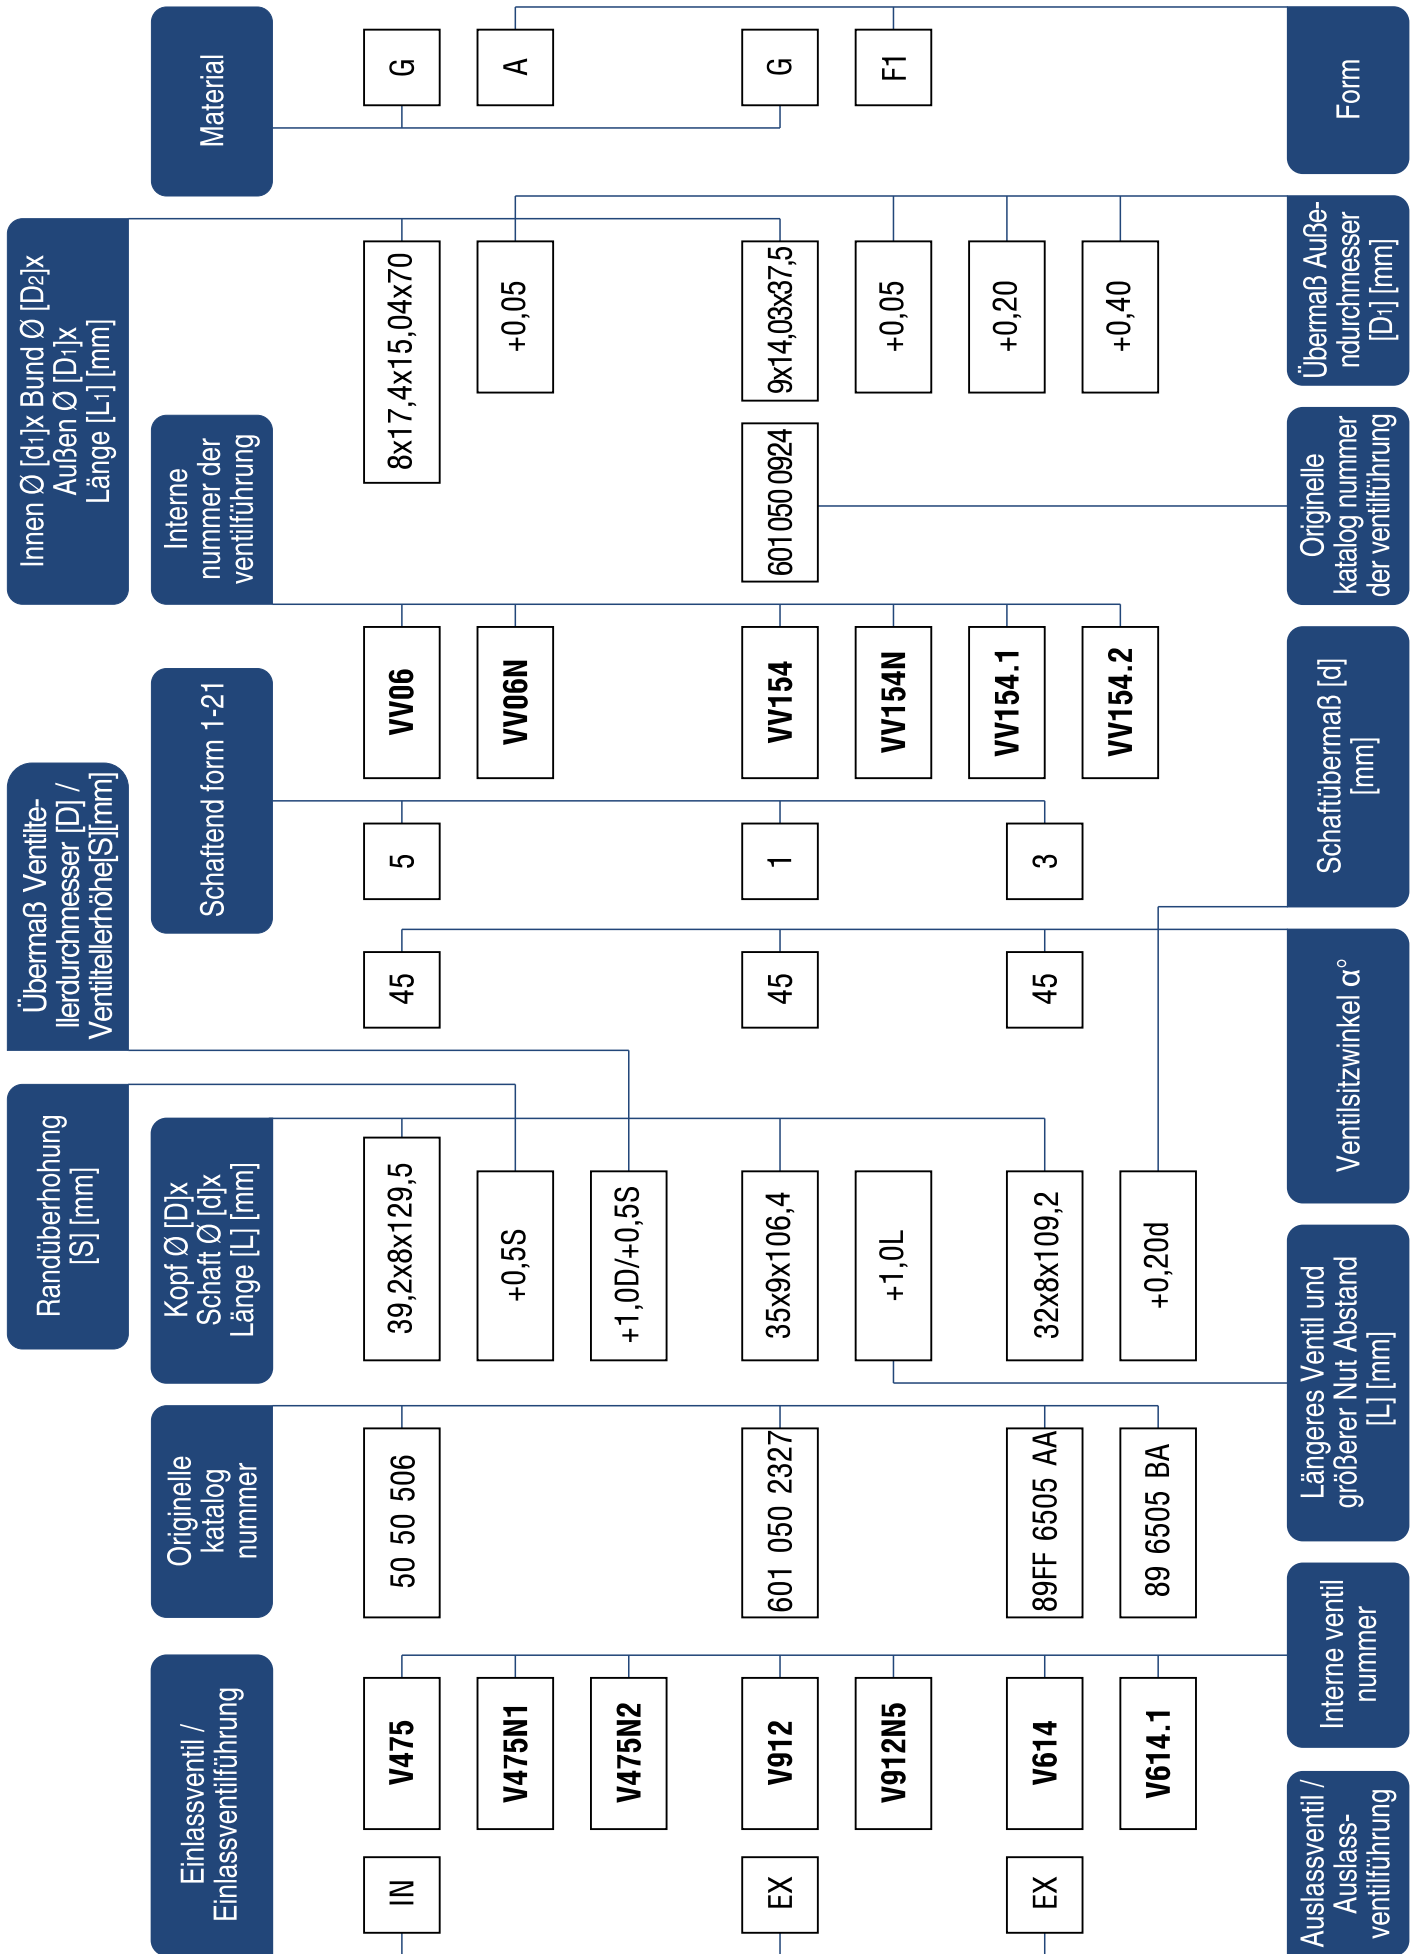 Einlassventil /
Einlassventilführung
Originelle
katalog
nummer
Randüberhohung
[S] [mm]
Kopf Ø [D]x
Schaft Ø [d]x
Länge [L] [mm]
Übermaß Ventilte-
llerdurchmesser [D] /
Ventiltellerhöhe[S][mm]
Schaftend form 1-21
Interne
nummer der
ventilführung
Innen Ø [d1]x Bund Ø [D2]x
Außen Ø [D1]x
Länge [L1] [mm]
Material
IN
V475
50 50 506
39,2x8x129,5
45
5
VV06
8x17,4x15,04x70
G
V475N1
+0,5S
VV06N
+0,05
A
V475N2
+1,0D/+0,5S
EX
V912
601 050 2327
35x9x106,4
45
1
VV154
601 050 0924
9x14,03x37,5
G
V912N5
+1,0L
VV154N
+0,05
F1
EX
V614
89FF 6505 AA
32x8x109,2
45
3
VV154.1
+0,20
V614.1
89 6505 BA
+0,20d
VV154.2
+0,40
Auslassventil /
Auslass-
ventilführung
Interne ventil
nummer
Längeres Ventil und
größerer Nut Abstand
[L] [mm]
Ventilsitzwinkel α°
Schaftübermaß [d]
[mm]
Originelle
katalog nummer
der ventilführung
Übermaß Auße-
ndurchmesser
[D1] [mm]
Form